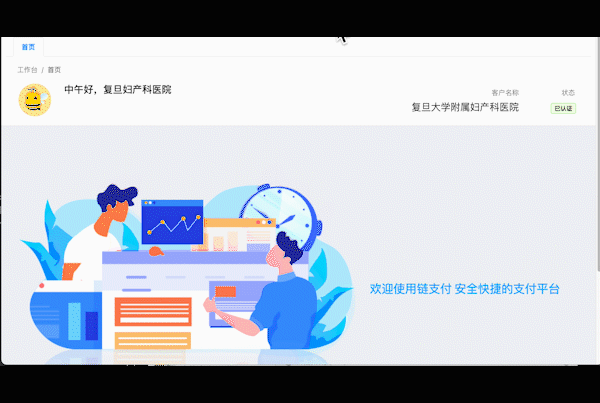 首页
工作台 / 首页
中午好，复旦妇产科医院
客户名称
状态
复旦大学附属妇产科医院
已认证
欢迎使用链支付 安全快捷的支付平台